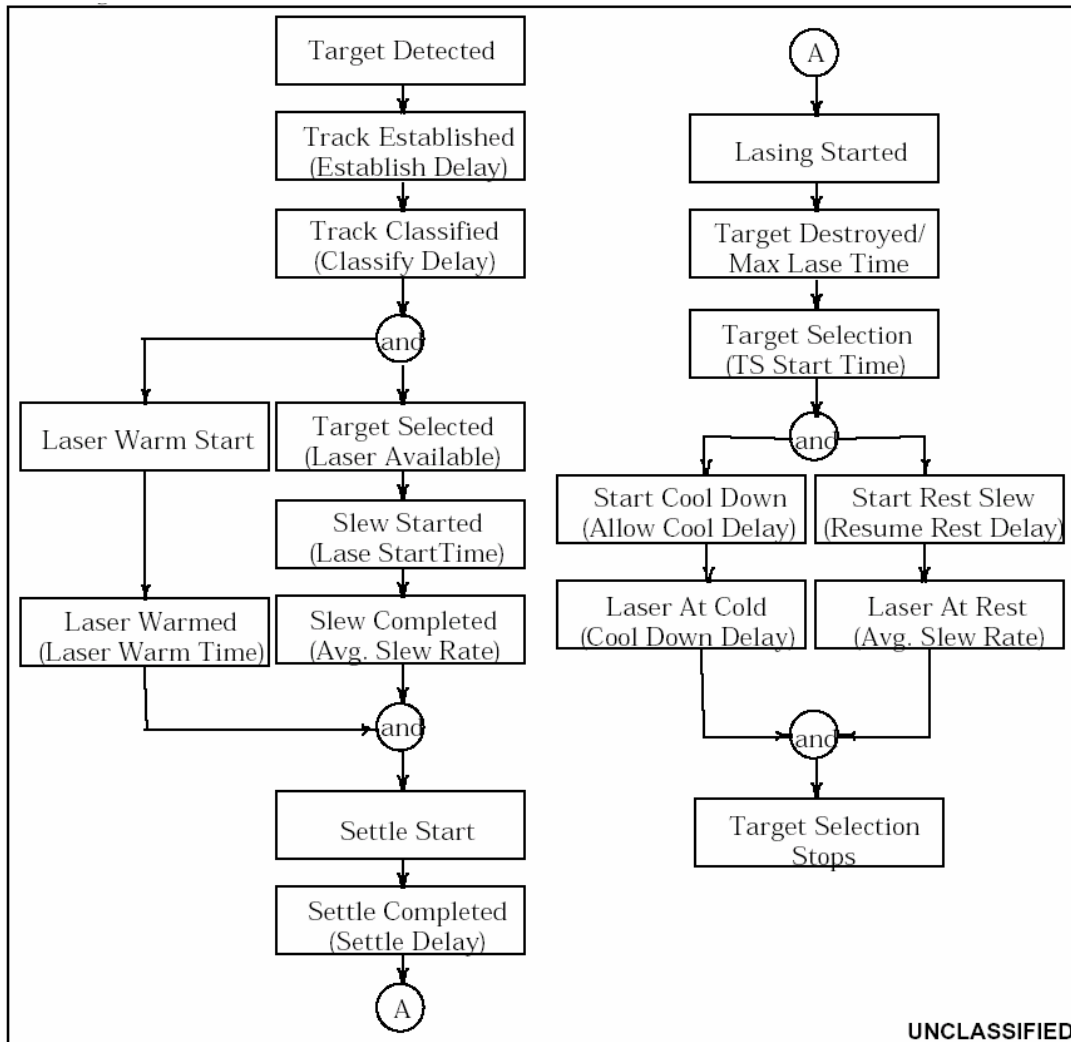 Target Detected
Track Established
(Establish Delay)
Track Classified
(Classify Delay)
and
Laser Warm Start
Target Selected
(Laser Available)
Slew Started
(Lase StartTime)
Laser Warmed
(Laser Warm Time)
Slew Completed
(Avg. Slew Rate)
and
Settle Start
Settle Completed
(Settle Delay)
A
A
Lasing Started
Target Destroyed/
Max Lase Time
Target Selection
(TS Start Time)
and
Start Cool Down
(Allow Cool Delay)
Start Rest Slew
(Resume Rest Delay)
Laser At Cold
(Cool Down Delay)
Laser At Rest
(Avg. Slew Rate)
and
Target Selection
Stops
UNCLASSIFIED